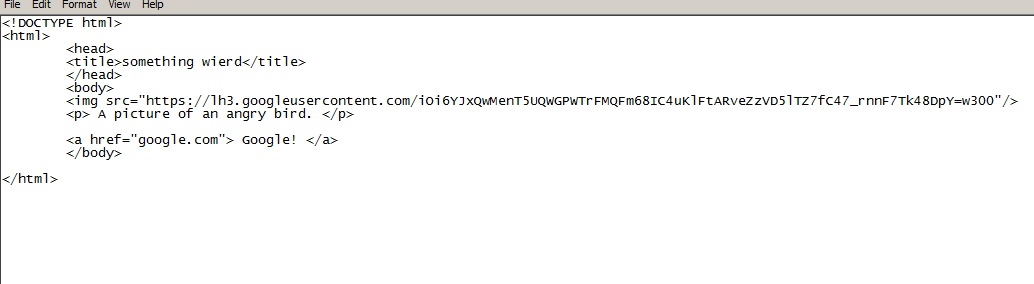 File Edit Format View Help
<!DOCTYPE html>
<html>
<head>
<title>something wierd</title>
</head>
<body>
<img src="https://lh3.googleusercontent.com/iOi6YJxQwMenT5UQWGPWTrFMQFm68IC4uKlFtARveZzVD5lTZ7fC47_rnnF7Tk48DpY=w300"/>
<p> A picture of an angry bird. </p>
<a href="google.com"> Google! </a>
</body>
</html>